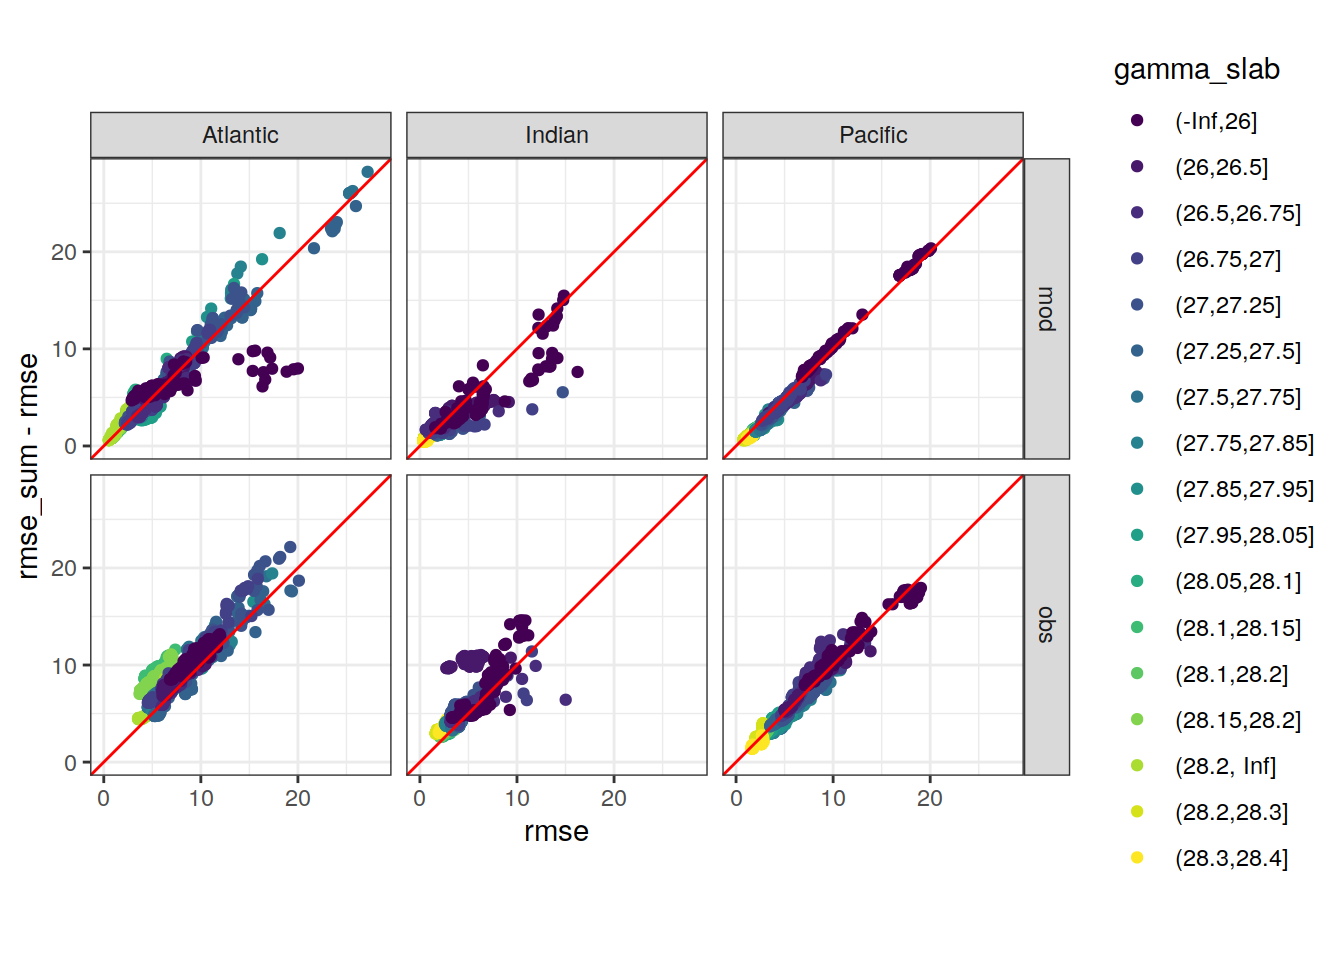 gamma_slab
(-Inf,26]
(26,26.5]
(26.5,26.75]
(26.75,27]
(27,27.25]
(27.25,27.5]
(27.5,27.75]
(27.75,27.85]
(27.85,27.95]
(27.95,28.05]
(28.05,28.1]
(28.1,28.15]
(28.1,28.2]
(28.15,28.2]
(28.2, Inf]
(28.2,28.3]
(28.3,28.4]
Atlantic
Indian
Pacific
mod
obs
rmse_sum - rmse
20
10
0
20
10
0
0 10 20
0 10 20
0 10 20
rmse